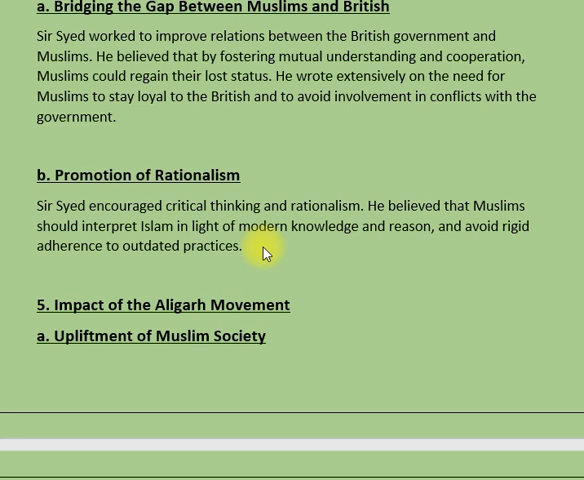 a. Bridging the Gap Between Muslims and British
Sir Syed worked to improve relations between the British government and
Muslims. He believed that by fostering mutual understanding and cooperation,
Muslims could regain their lost status. He wrote extensively on the need for
Muslims to stay loyal to the British and to avoid involvement in conflicts with the
government.
b. Promotion of Rationalism
Sir Syed encouraged critical thinking and rationalism. He believed that Muslims
should interpret Islam in light of modern knowledge and reason, and avoid rigid
adherence to outdated practices.
5. Impact of the Aligarh Movement
a. Upliftment of Muslim Society